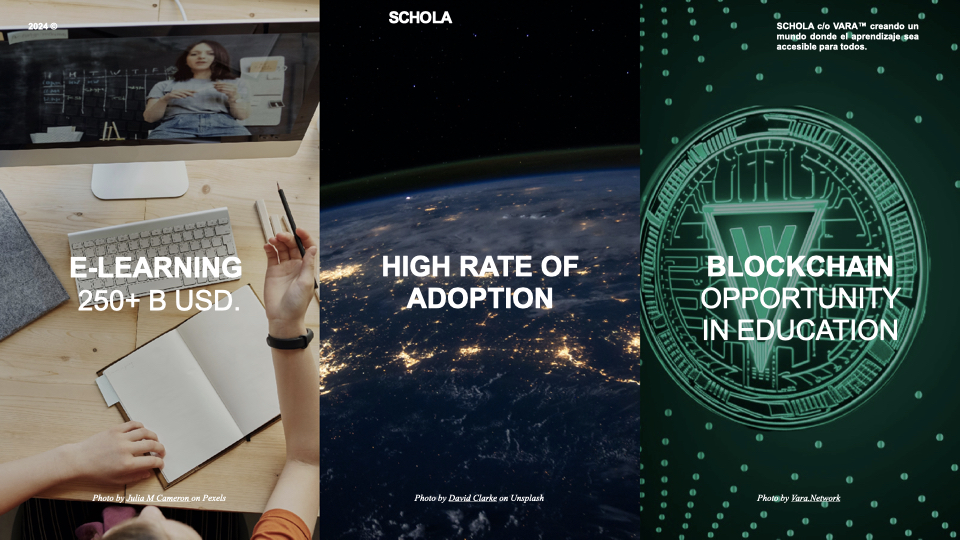 2024 ©
SCHOLA
SCHOLA c/o VARA™ creando un
mundo donde el aprendizaje sea
accesible para todos.
E-LEARNING
250+ B USD.
HIGH RATE OF
ADOPTION
BLOCKCHAIN
OPPORTUNITY
IN EDUCATION
Photo by Julia M Cameron on Pexels
Photo by David Clarke on Unsplash
Photo by Vara.Network